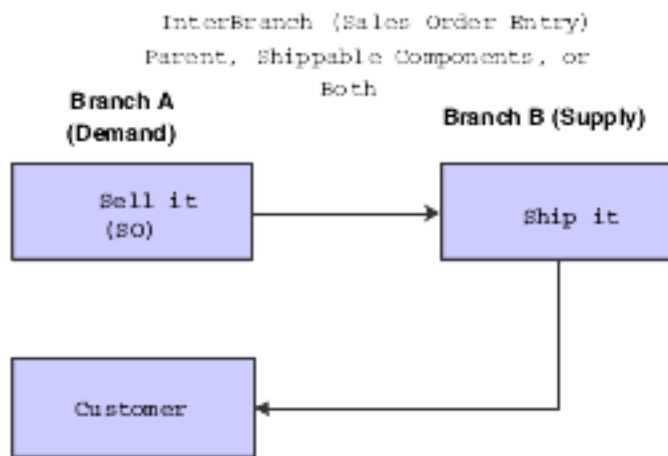 InterBranch (Sales Order Entry)
Parent, Shippable Components, or
Both
Branch A
(Demand)
Branch B (Supply)
Sell it
(SO)
Ship it
Customer